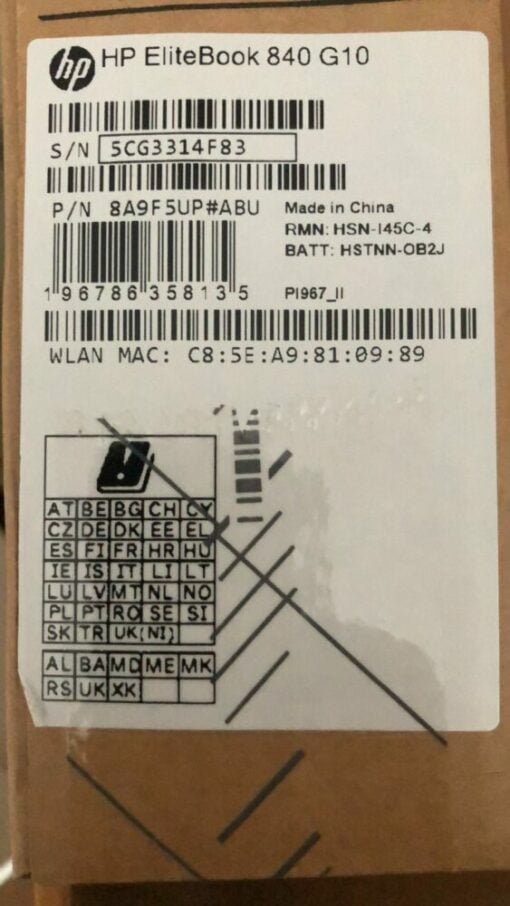 hp HP EliteBook 840 G10
S/N 5CG3314F83
P/N 8A9F5UP#ABU
Made in China
RMN: HSN-I45C-4
BATT: HSTNN-OB2J
1 96786 35813 5
PI967_II
WLAN MAC: C8:5E:A9:81:09:89
AT BE BG CH CY
CZ DE DK EE EL
ES FI FR HR HU
IE IS IT LI LT
LU LV MT NL NO
PL PT RO SE SI
SK TR UK(NI)
AL BA MD ME MK
RS UK XK